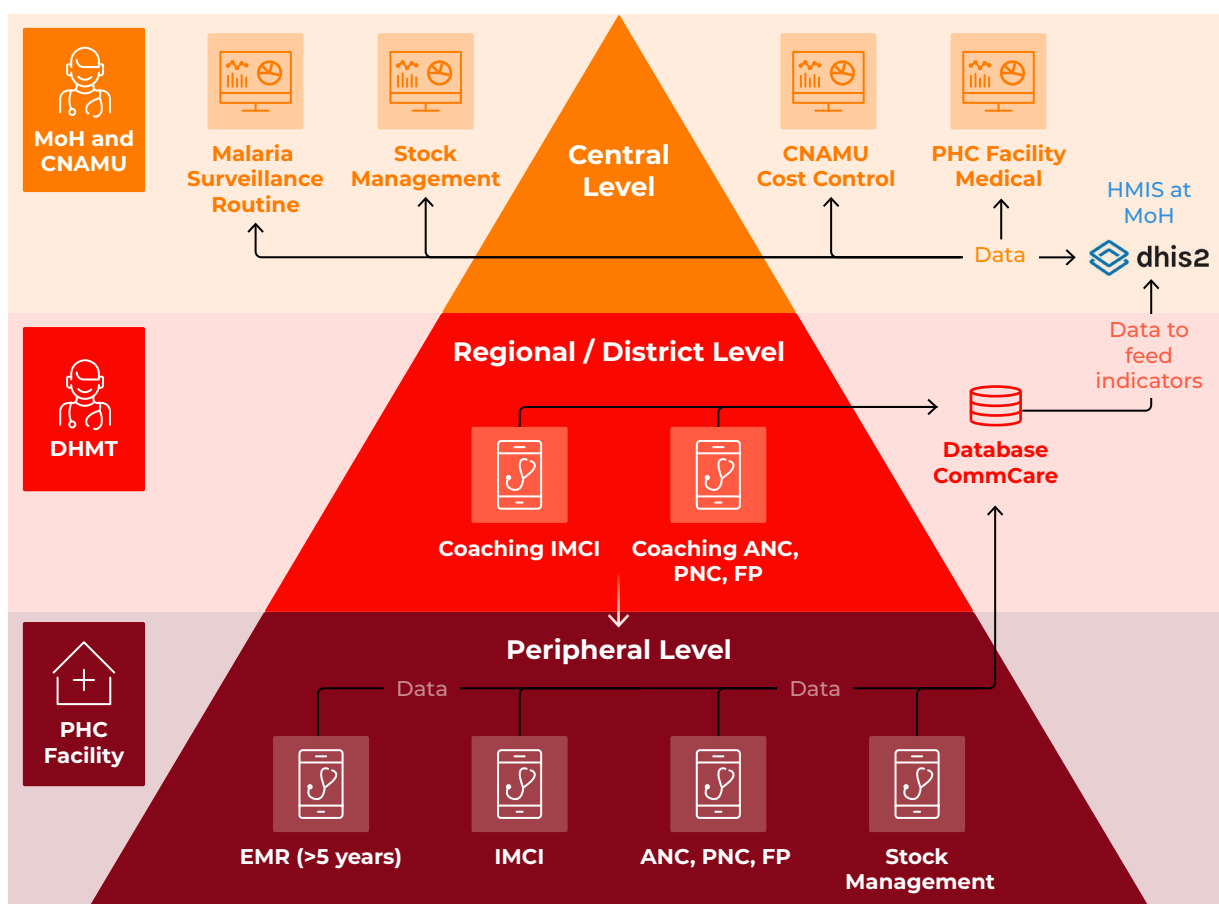 MoH and
CNAMU
Malaria
Surveillance
Routine
Stock
Management
Central
Level
CNAMU
Cost Control
PHC Facility
Medical
HMIS at
MoH
Data
dhis2
Data to
feed
indicators
Regional / District Level
DHMT
Database
CommCare
Coaching IMCI
Coaching ANC,
PNC, FP
Peripheral Level
PHC
Facility
Data
Data
EMR (>5 years)
IMCI
ANC, PNC, FP
Stock
Management